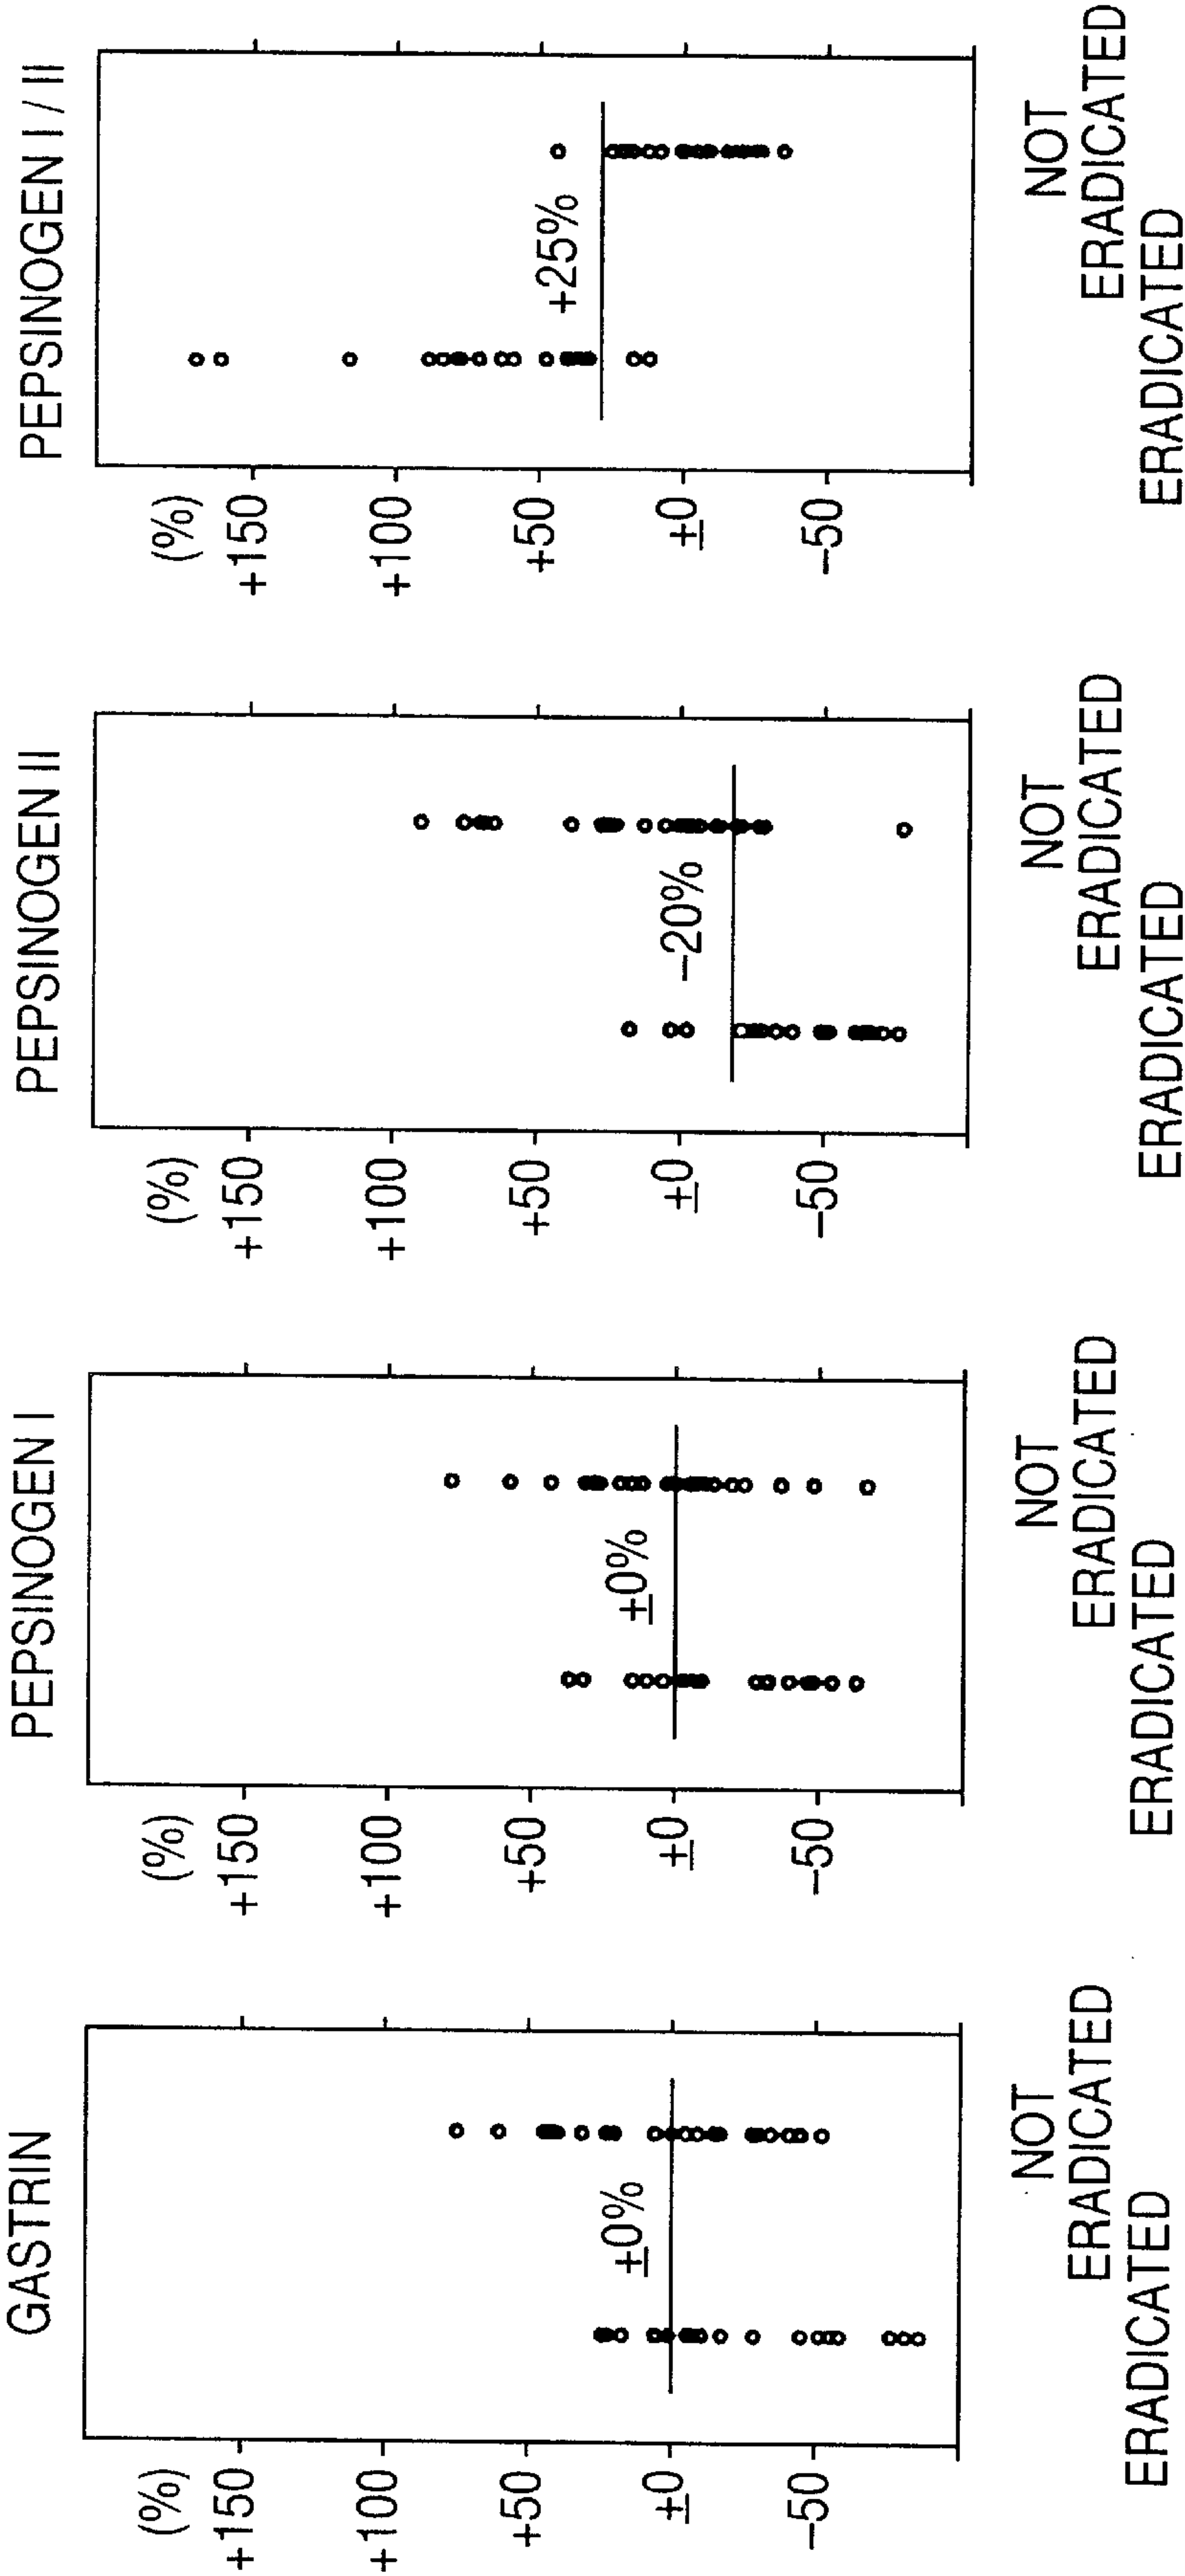 GASTRIN
(%)
+150
+100
+50
±0
-50
±0%
NOT
ERADICATED
ERADICATED
PEPSINOGEN I
(%)
+150
+100
+50
±0
-50
±0%
NOT
ERADICATED
ERADICATED
PEPSINOGEN II
(%)
+150
+100
+50
±0
-50
-20%
NOT
ERADICATED
ERADICATED
PEPSINOGEN I / II
(%)
+150
+100
+50
±0
-50
+25%
NOT
ERADICATED
ERADICATED